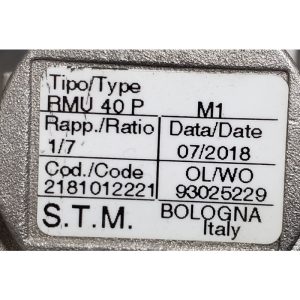 Tipo/Type
RMU 40 P M1
Rapp./Ratio Data/Date
1/7 07/2018
Cod./Code OL/WO
2181012221 93025229
S.T.M. BOLOGNA
Italy